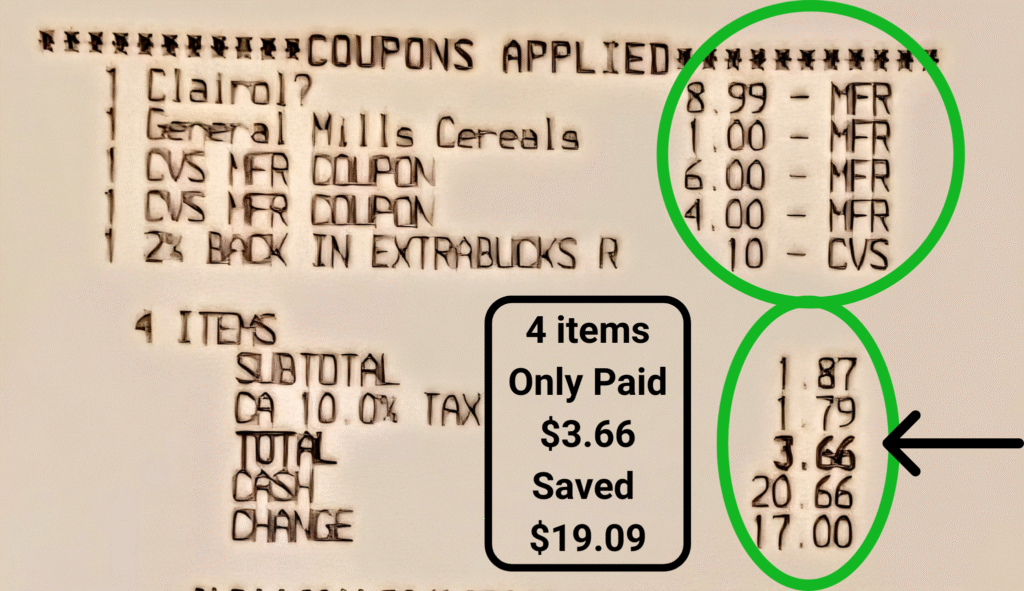 ***********COUPONS APPLIED***********
1 Clairol? 8.99 - MFR
1 General Mills Cereals 1.00 - MFR
1 CVS MFR COUPON 6.00 - MFR
1 CVS MFR COUPON 4.00 - MFR
1 2% BACK IN EXTRABUCKS R 10 - CVS
4 ITEMS
SUBTOTAL 1.87
CA 10.0% TAX 1.79
TOTAL 3.66
CASH 20.66
CHANGE 17.00
4 items
Only Paid
$3.66
Saved
$19.09